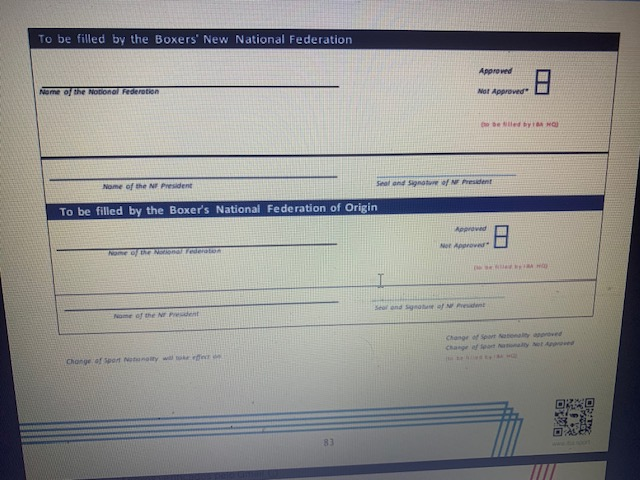 To be filled by the Boxers' New National Federation
Approved
Name of the National Federation
Not Approved*
(to be filled by IBA HQ)
Name of the NF President
Seal and Signature of NF President
To be filled by the Boxer's National Federation of Origin
Approved
Name of the National Federation
Not Approved*
(to be filled by IBA HQ)
Name of the NF President
Seal and Signature of NF President
Change of Sport Nationality approved
Change of Sport Nationality Not Approved
Change of Sport Nationality will take effect on
(to be filled by IBA HQ)
83